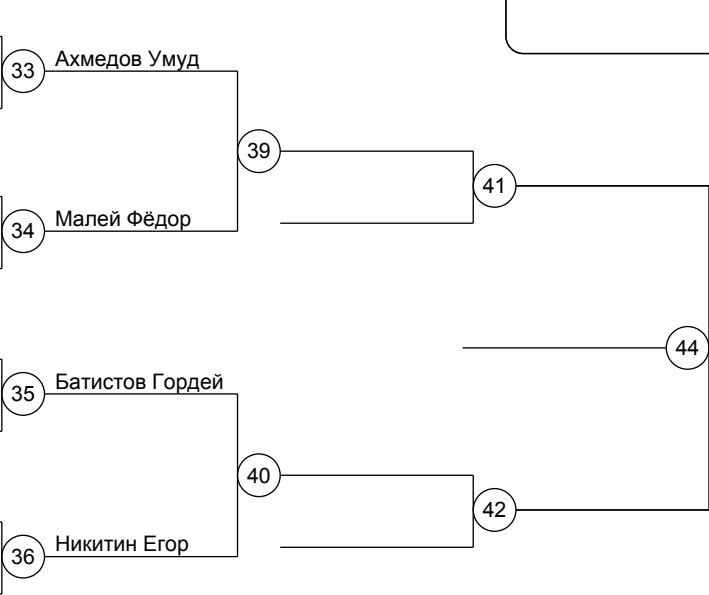 33
Ахмедов Умуд
39
41
34
Малей Фёдор
44
35
Батистов Гордей
40
42
36
Никитин Егор